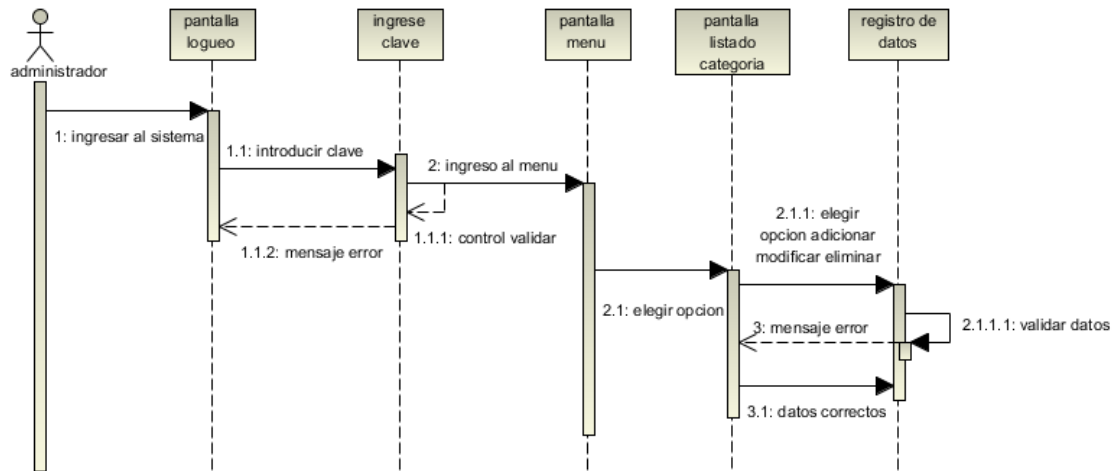 pantalla
logueo
ingrese
clave
pantalla
menu
pantalla
listado
categoria
registro de
datos
administrador
1: ingresar al sistema
1.1: introducir clave
2: ingreso al menu
1.1.1: control validar
1.1.2: mensaje error
2.1.1: elegir
opcion adicionar
modificar eliminar
2.1: elegir opcion
3: mensaje error
2.1.1.1: validar datos
3.1: datos correctos